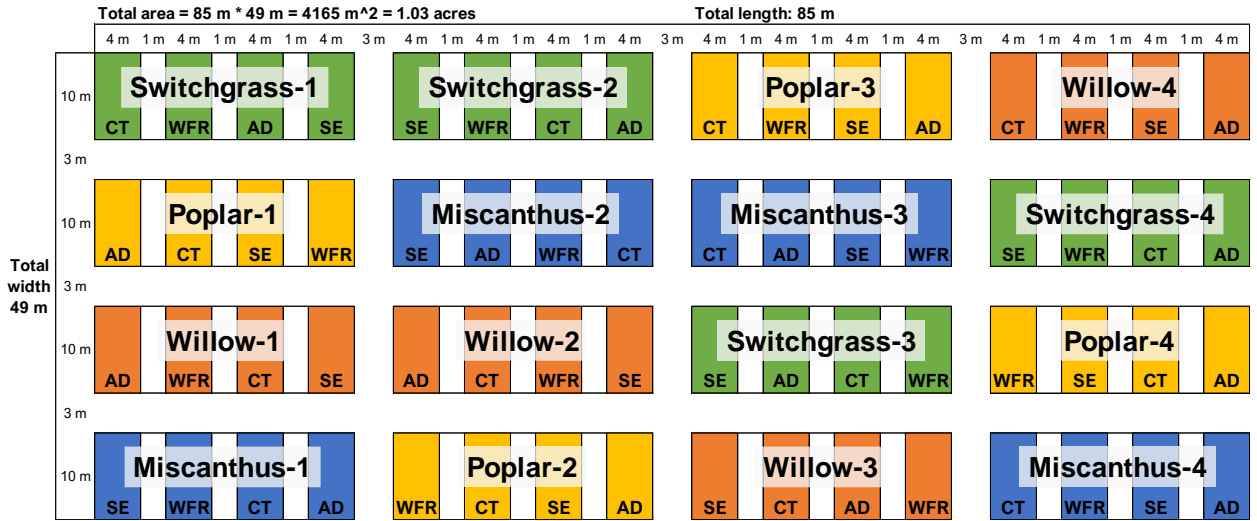 Total area = 85 m * 49 m = 4165 m^2 = 1.03 acres Total length: 85 m
4 m 1 m 4 m 1 m 4 m 1 m 4 m 3 m 4 m 1 m 4 m 1 m 4 m 1 m 4 m 3 m 4 m 1 m 4 m 1 m 4 m 1 m 4 m 3 m 4 m 1 m 4 m 1 m 4 m 1 m 4 m
Switchgrass-1 Switchgrass-2 Poplar-3 Willow-4
10 m
CT WFR AD SE SE WFR CT AD CT WFR SE AD CT WFR SE AD
3 m
Poplar-1 Miscanthus-2 Miscanthus-3 Switchgrass-4
10 m
AD CT SE WFR SE AD WFR CT CT AD SE WFR SE WFR CT AD
Total
width
49 m
3 m
Willow-1 Willow-2 Switchgrass-3 Poplar-4
10 m
AD WFR CT SE AD CT WFR SE SE AD CT WFR WFR SE CT AD
3 m
Miscanthus-1 Poplar-2 Willow-3 Miscanthus-4
10 m
SE WFR CT AD WFR CT SE AD SE CT AD WFR CT WFR SE AD